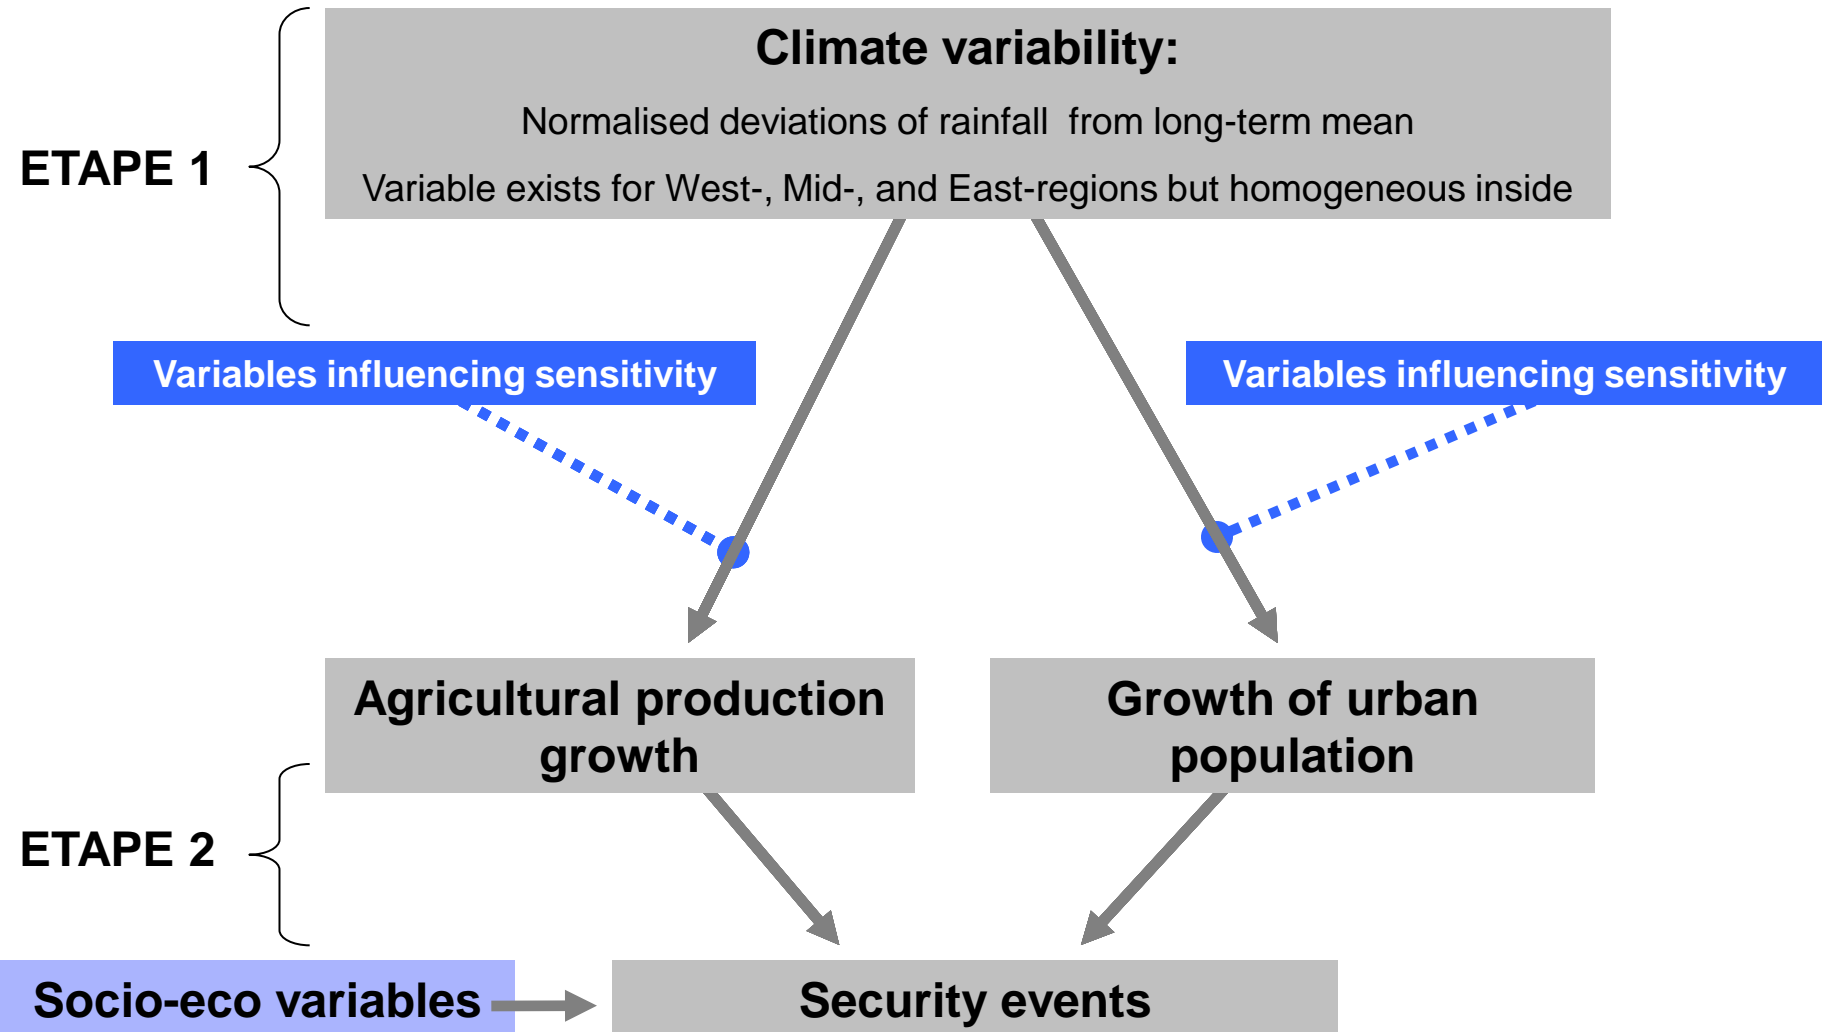 Climate variability:
Normalised deviations of rainfall from long-term mean
Variable exists for West-, Mid-, and East-regions but homogeneous inside
ETAPE 1
Variables influencing sensitivity
Variables influencing sensitivity
Agricultural production
growth
Growth of urban
population
ETAPE 2
Socio-eco variables
Security events